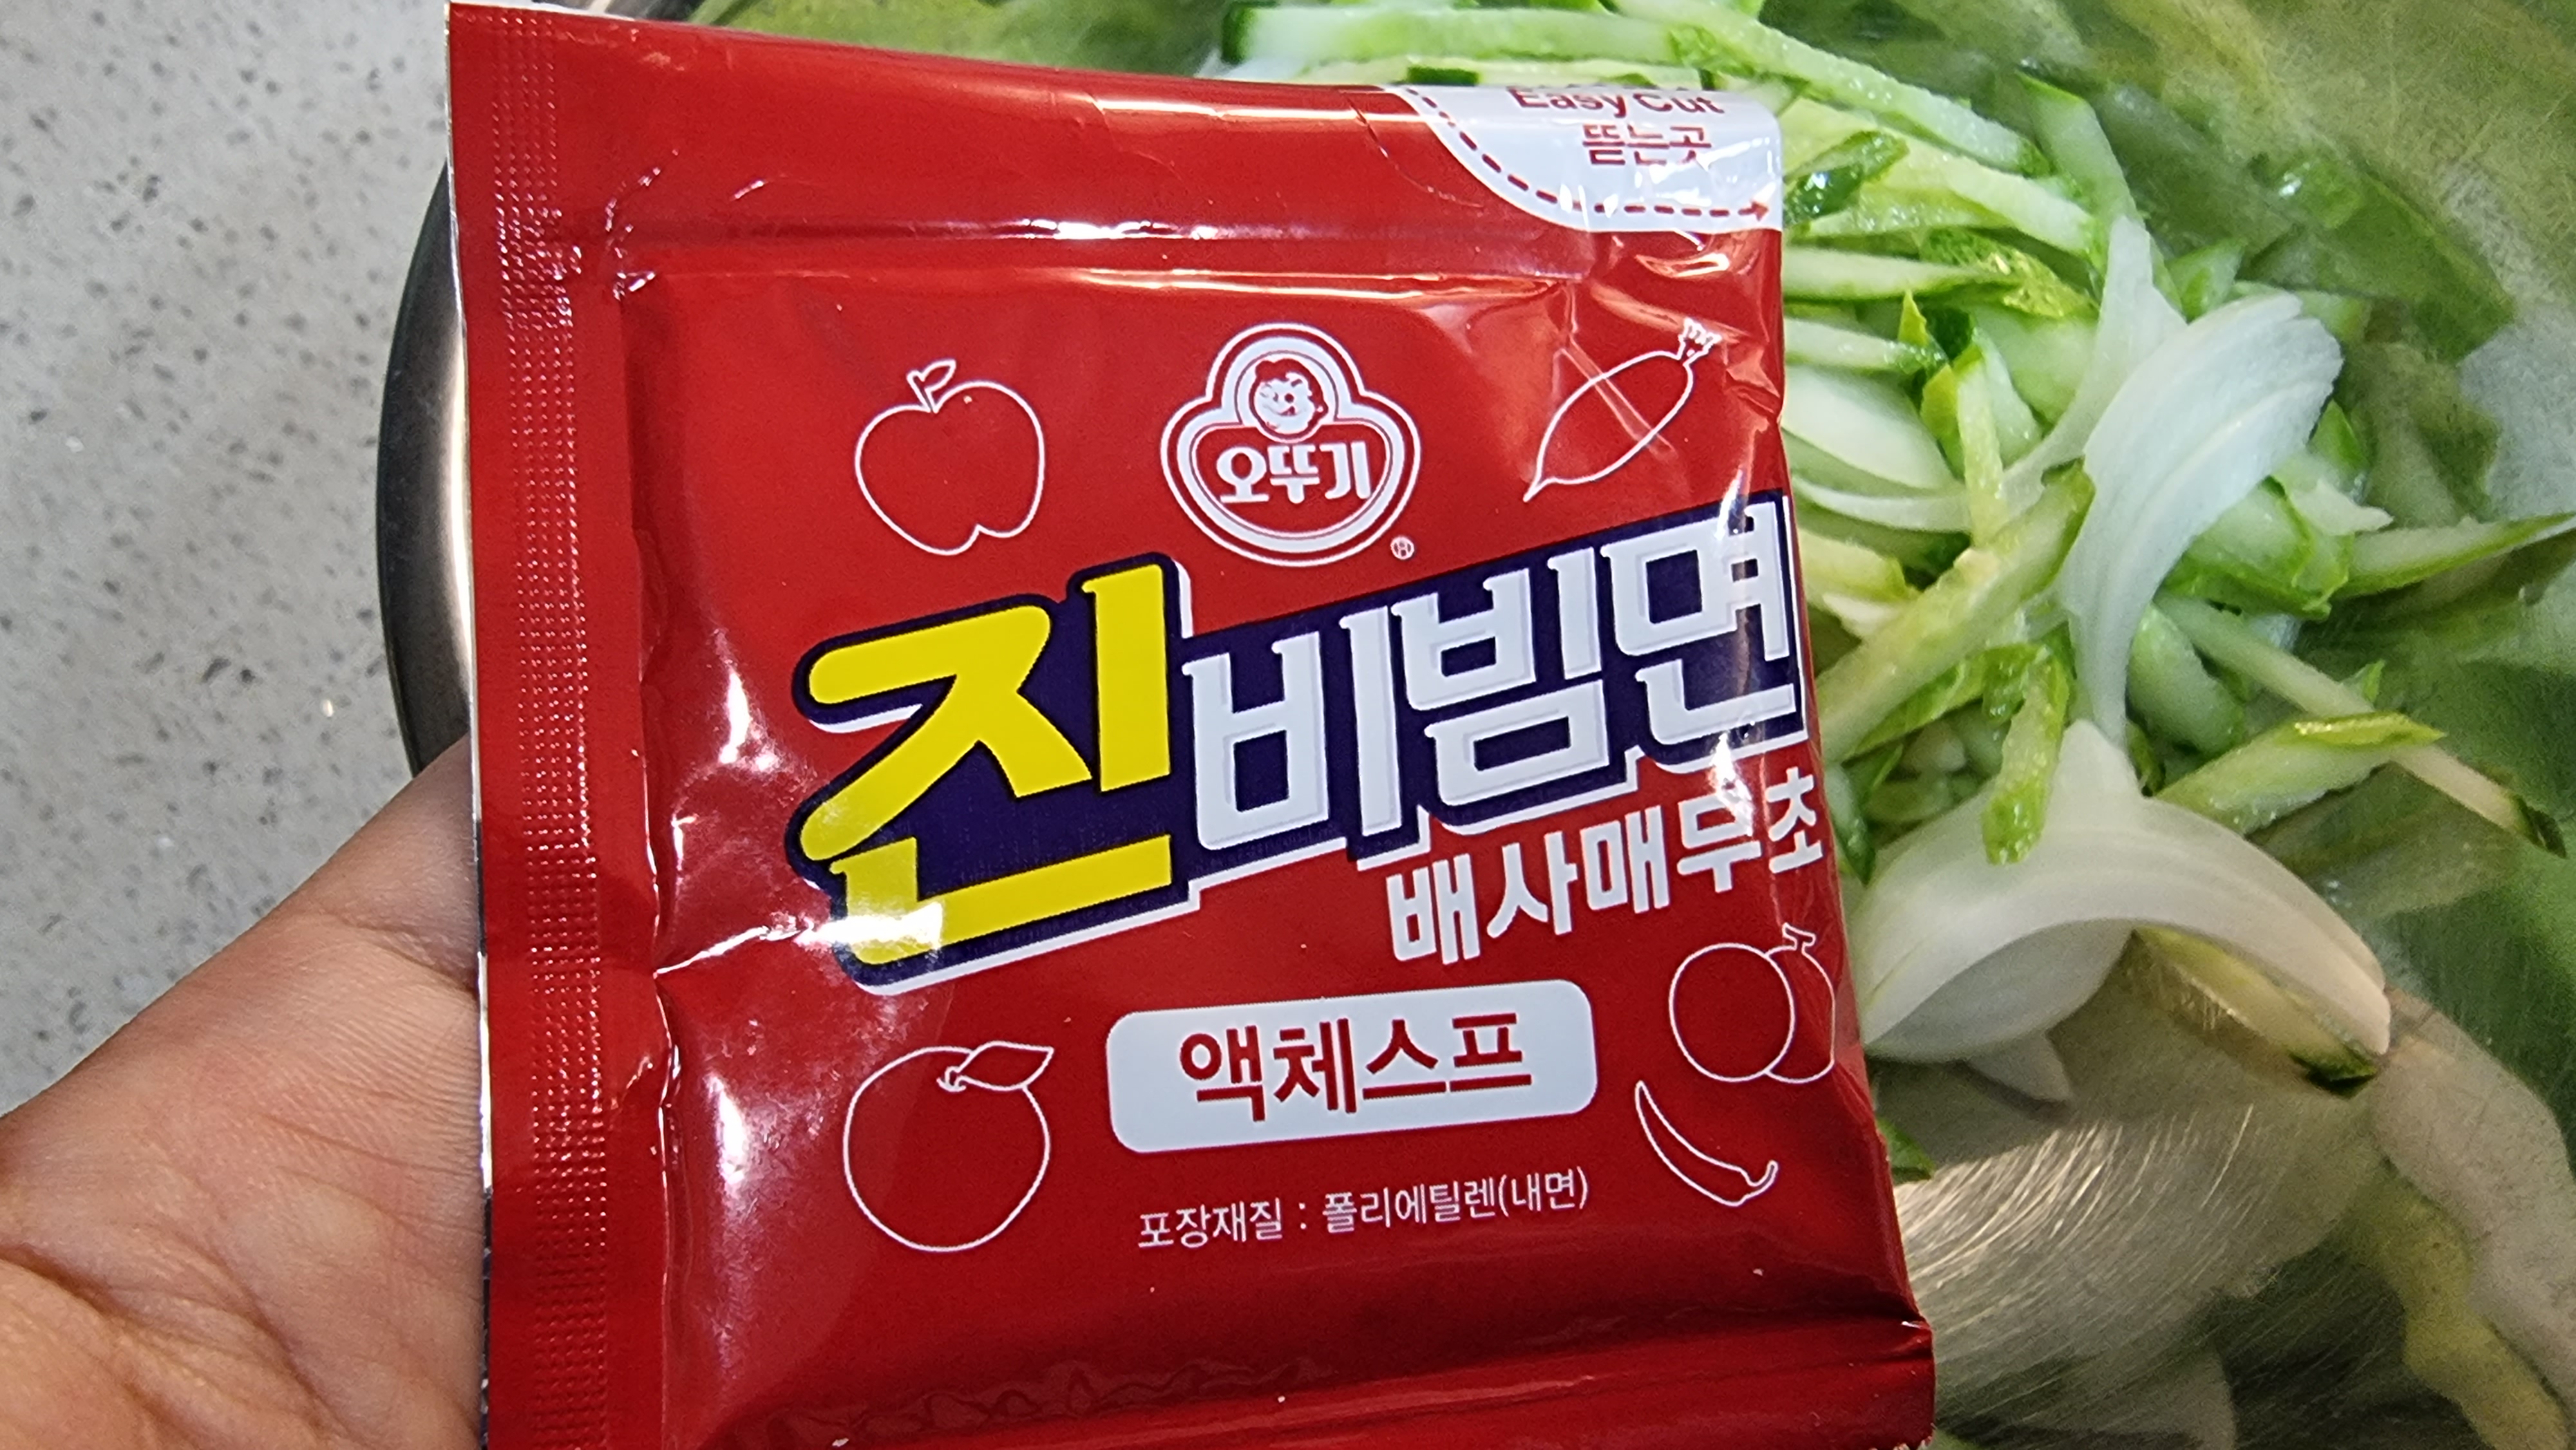 Easy Cut
뜯는곳
오뚜기
진비빔면
배사매무초
액체스프
포장재질 : 폴리에틸렌(내면)